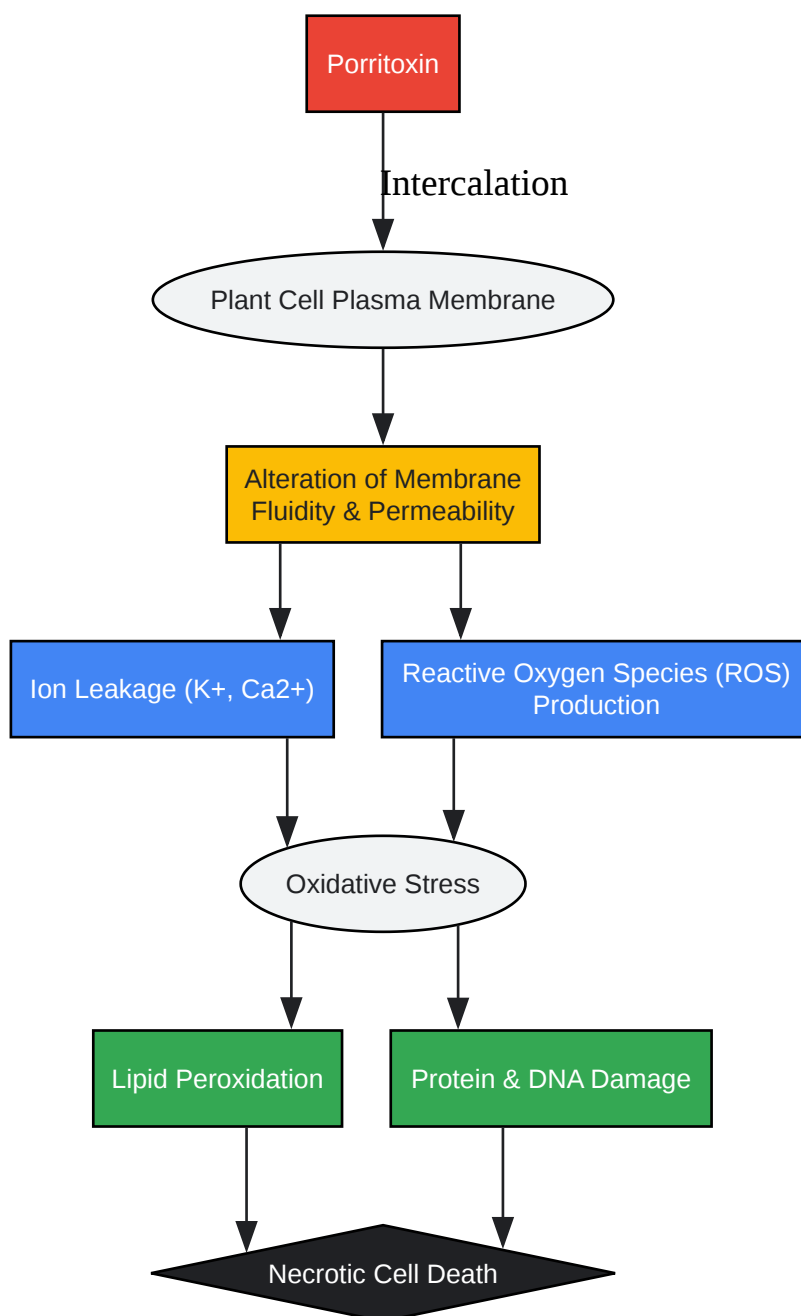 Porritoxin
Intercalation
Plant Cell Plasma Membrane
Alteration of Membrane
Fluidity & Permeability
Ion Leakage (K+, Ca2+)
Reactive Oxygen Species (ROS)
Production
Oxidative Stress
Lipid Peroxidation
Protein & DNA Damage
Necrotic Cell Death